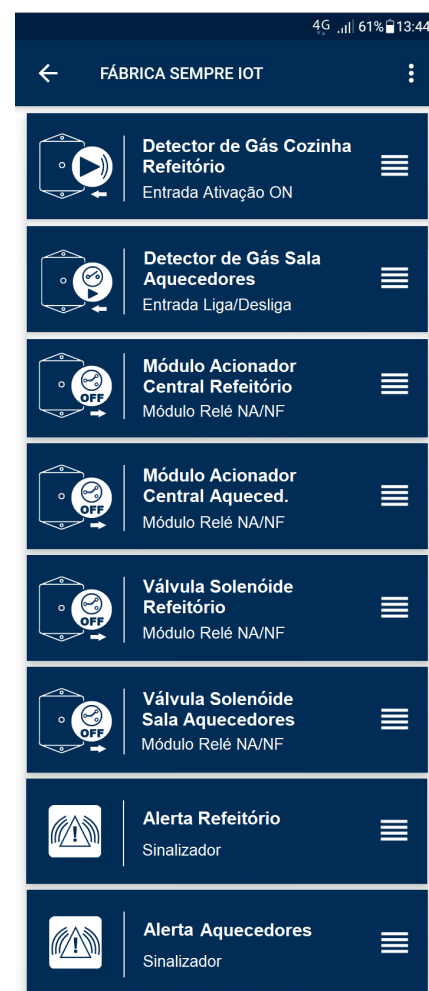 4G 61% 13:44
FÁBRICA SEMPRE IOT
Detector de Gás Cozinha
Refeitório
Entrada Ativação ON
Detector de Gás Sala
Aquecedores
Entrada Liga/Desliga
Módulo Acionador
Central Refeitório
OFF
Módulo Relé NA/NF
Módulo Acionador
Central Aqueced.
OFF
Módulo Relé NA/NF
Válvula Solenóide
Refeitório
OFF
Módulo Relé NA/NF
Válvula Solenóide
Sala Aquecedores
OFF
Módulo Relé NA/NF
Alerta Refeitório
Sinalizador
Alerta Aquecedores
Sinalizador